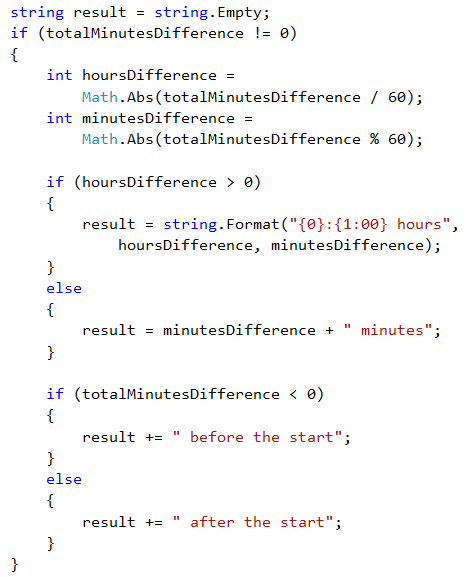 string result = string.Empty;
if (totalMinutesDifference != 0)
{
    int hoursDifference =
        Math.Abs(totalMinutesDifference / 60);
    int minutesDifference =
        Math.Abs(totalMinutesDifference % 60);

    if (hoursDifference > 0)
    {
        result = string.Format("{0}:{1:00} hours",
            hoursDifference, minutesDifference);
    }
    else
    {
        result = minutesDifference + " minutes";
    }

    if (totalMinutesDifference < 0)
    {
        result += " before the start";
    }
    else
    {
        result += " after the start";
    }
}